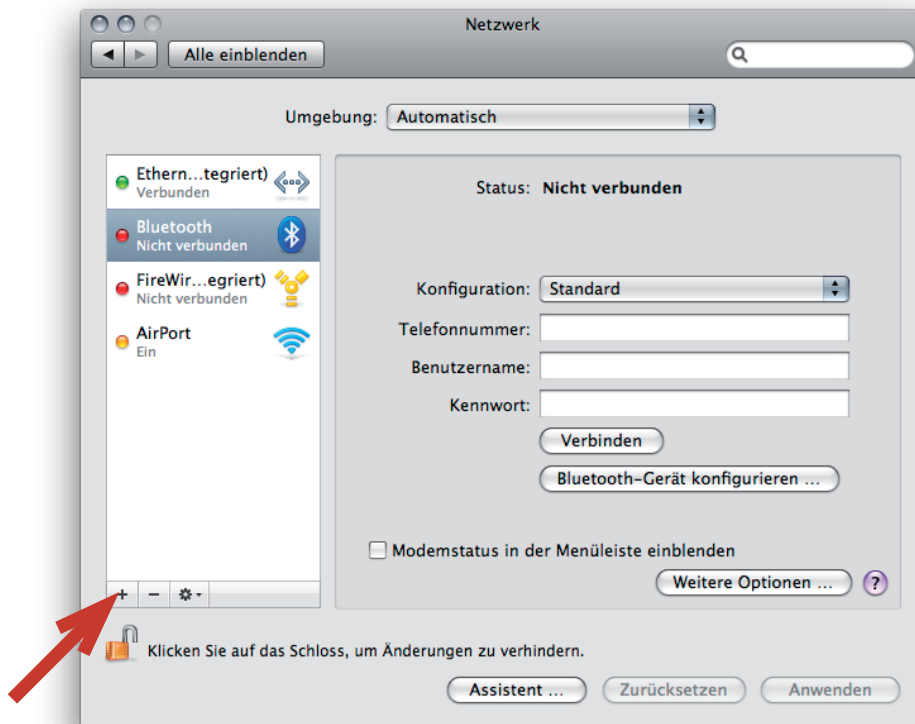 Netzwerk
Alle einblenden
Umgebung: Automatisch
Ethern...tegriert)
Verbunden
Bluetooth
Nicht verbunden
FireWir...egriert)
Nicht verbunden
AirPort
Ein
Status: Nicht verbunden
Konfiguration: Standard
Telefonnummer:
Benutzername:
Kennwort:
Verbinden
Bluetooth-Gerät konfigurieren ...
Modemstatus in der Menüleiste einblenden
Weitere Optionen ... ?
+ −
Klicken Sie auf das Schloss, um Änderungen zu verhindern.
Assistent ... Zurücksetzen Anwenden